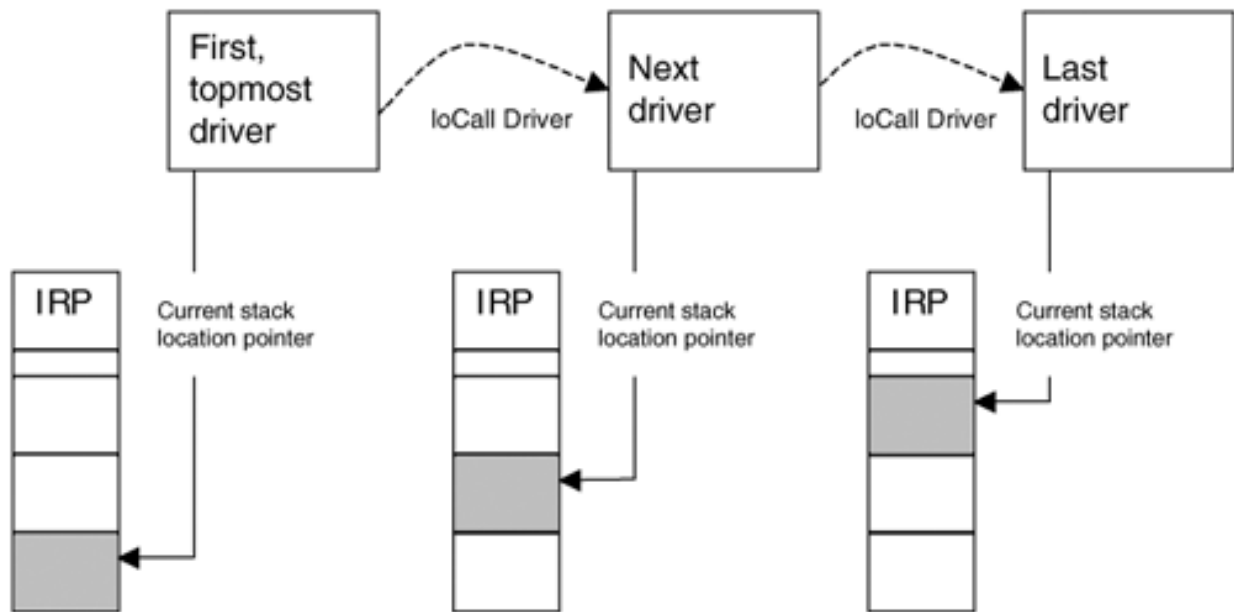 First,
topmost
driver
IoCall Driver
Next
driver
IoCall Driver
Last
driver
IRP
Current stack
location pointer
IRP
Current stack
location pointer
IRP
Current stack
location pointer